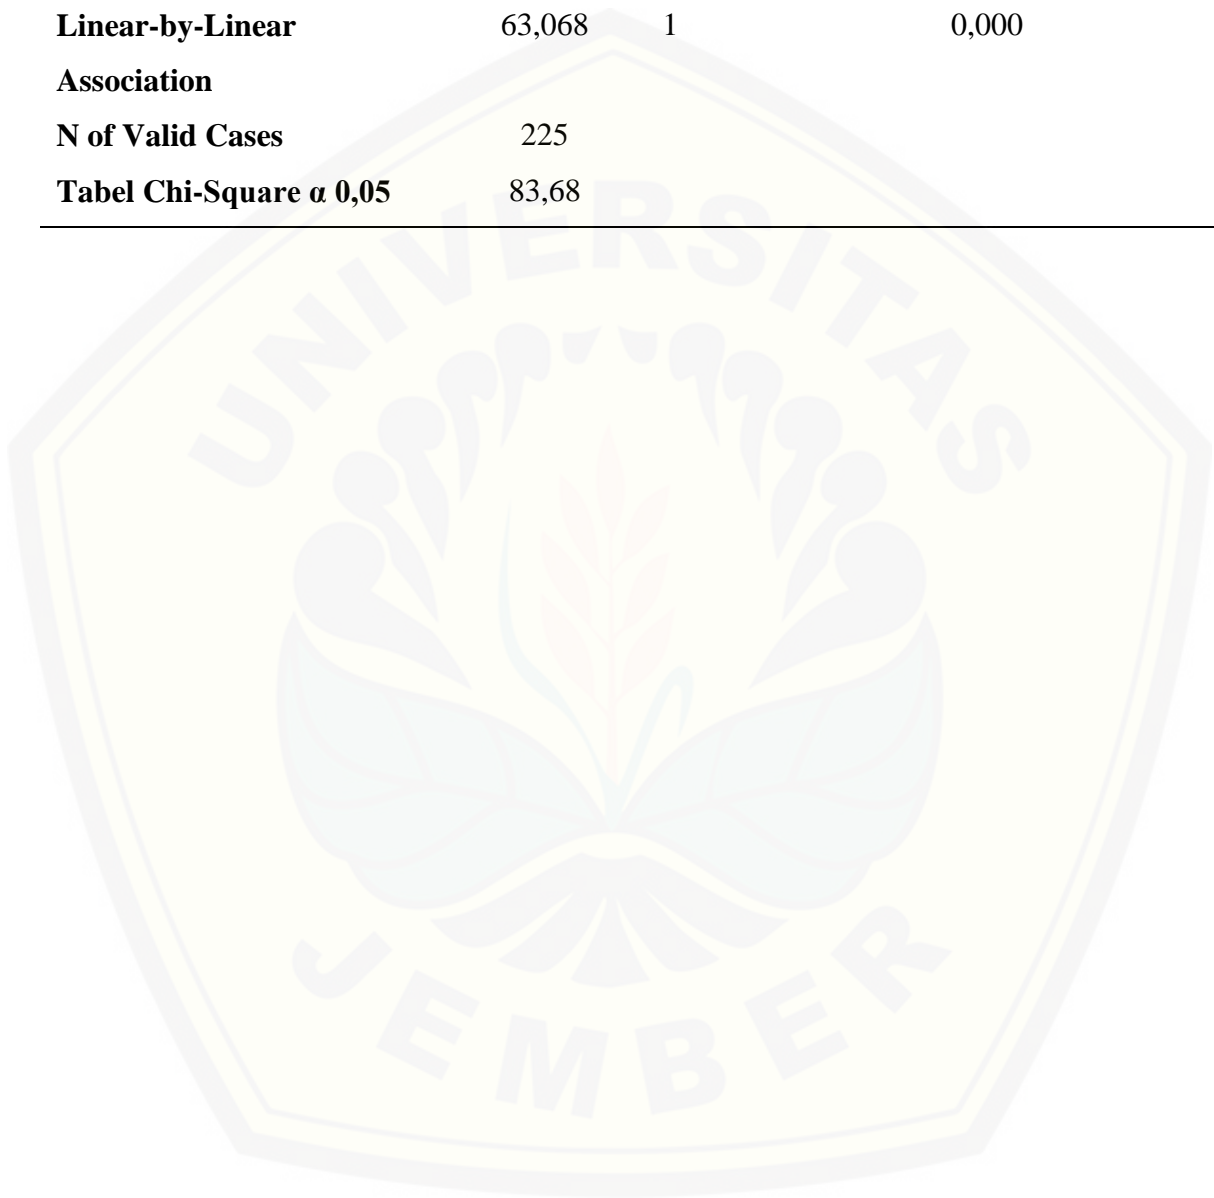 Linear-by-Linear 63,068 1 0,000
Association
N of Valid Cases 225
Tabel Chi-Square α 0,05 83,68
UNIVERSITAS
JEMBER